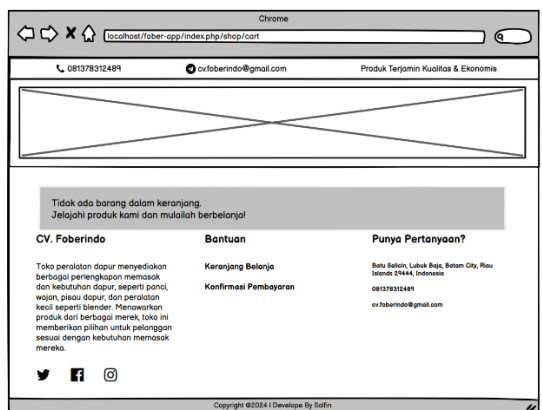 Chrome
localhost/fober-app/index.php/shop/cart
081378312489
cv.foberindo@gmail.com
Produk Terjamin Kualitas & Ekonomis
Tidak ada barang dalam keranjang.
Jelajahi produk kami dan mulailah berbelanja!
CV. Foberindo
Toko peralatan dapur menyediakan
berbagai perlengkapan memasak
dan kebutuhan dapur, seperti panci,
wajan, pisau dapur, dan peralatan
kecil seperti blender. Menawarkan
produk dari berbagai merek, toko ini
memberikan pilihan untuk pelanggan
sesuai dengan kebutuhan memasak
mereka.
Bantuan
Keranjang Belanja
Konfirmasi Pembayaran
Punya Pertanyaan?
Batu Selicin, Lubuk Baja, Batam City, Riau
Islands 29444, Indonesia
081378312489
cv.foberindo@gmail.com
Copyright @2024 | Develope By Salfin